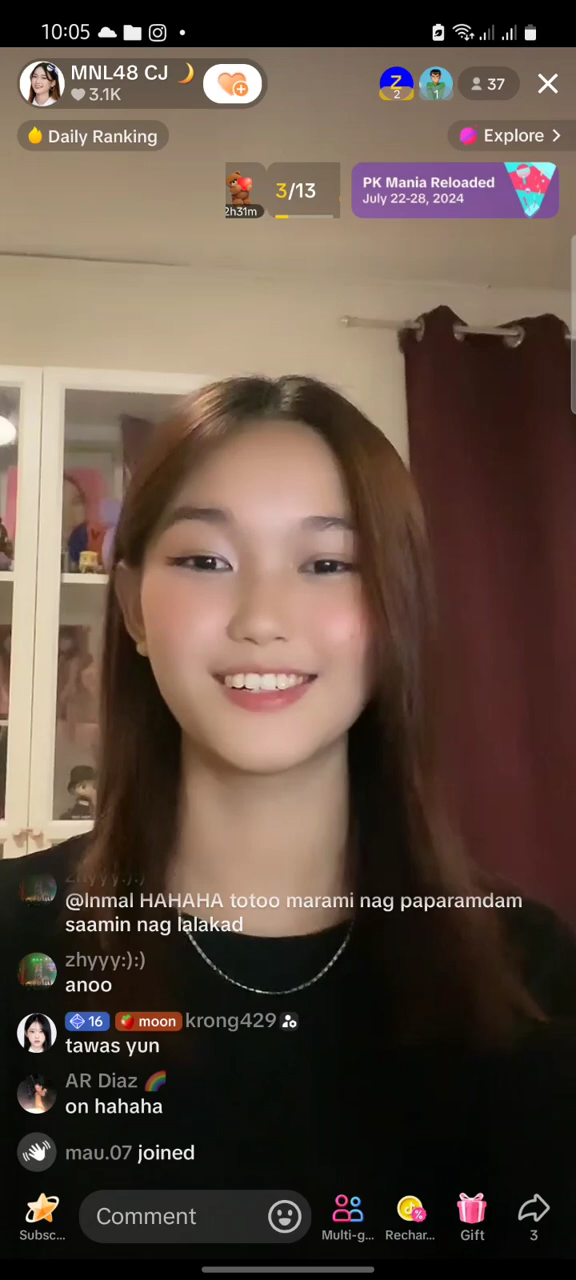 10:05
MNL48 CJ 🌙
3.1K
Z
2
1
37
Daily Ranking
Explore >
2h31m
3/13
PK Mania Reloaded
July 22-28, 2024
zhyyy:):)
@lnmal HAHAHA totoo marami nag paparamdam
saamin nag lalakad
zhyyy:):)
anoo
16 moon krong429
tawas yun
AR Diaz 🌈
on hahaha
mau.07 joined
Subsc...
Comment
Multi-g...
Rechar...
Gift
3